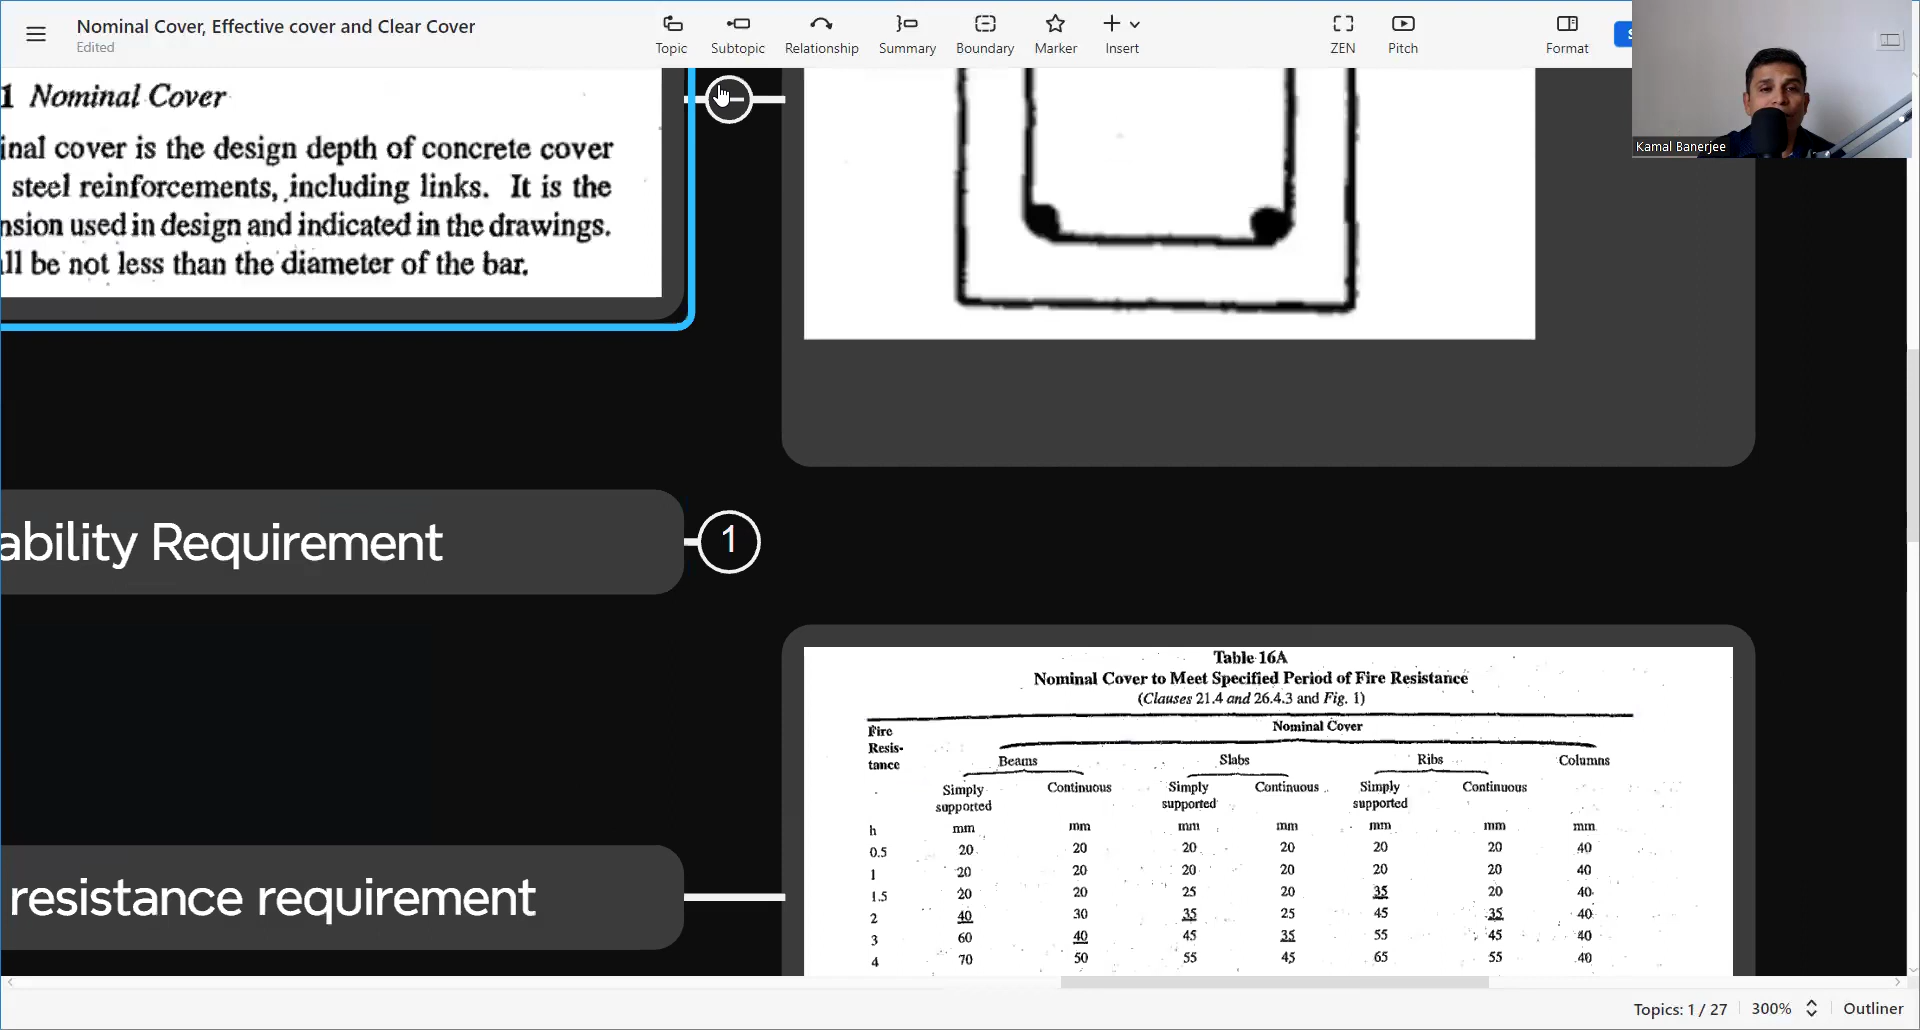 Nominal Cover, Effective cover and Clear Cover
Edited
Topic
Subtopic
Relationship
Summary
Boundary
Marker
Insert
ZEN
Pitch
Format
S
Kamal Banerjee
1 Nominal Cover
inal cover is the design depth of concrete cover
steel reinforcements, including links. It is the
nsion used in design and indicated in the drawings.
ll be not less than the diameter of the bar.
ability Requirement
1
resistance requirement
Table 16A
Nominal Cover to Meet Specified Period of Fire Resistance
(Clauses 21.4 and 26.4.3 and Fig. 1)
Fire Resis- tance
Nominal Cover
Beams Slabs Ribs Columns
Simply supported Continuous Simply supported Continuous Simply supported Continuous
h mm mm mm mm mm mm mm
0.5 20 20 20 20 20 20 40
1 20 20 20 20 20 20 40
1.5 20 20 25 20 35 20 40
2 40 30 35 25 45 35 40
3 60 40 45 35 55 45 40
4 70 50 55 45 65 55 40
Topics: 1 / 27
300%
Outliner